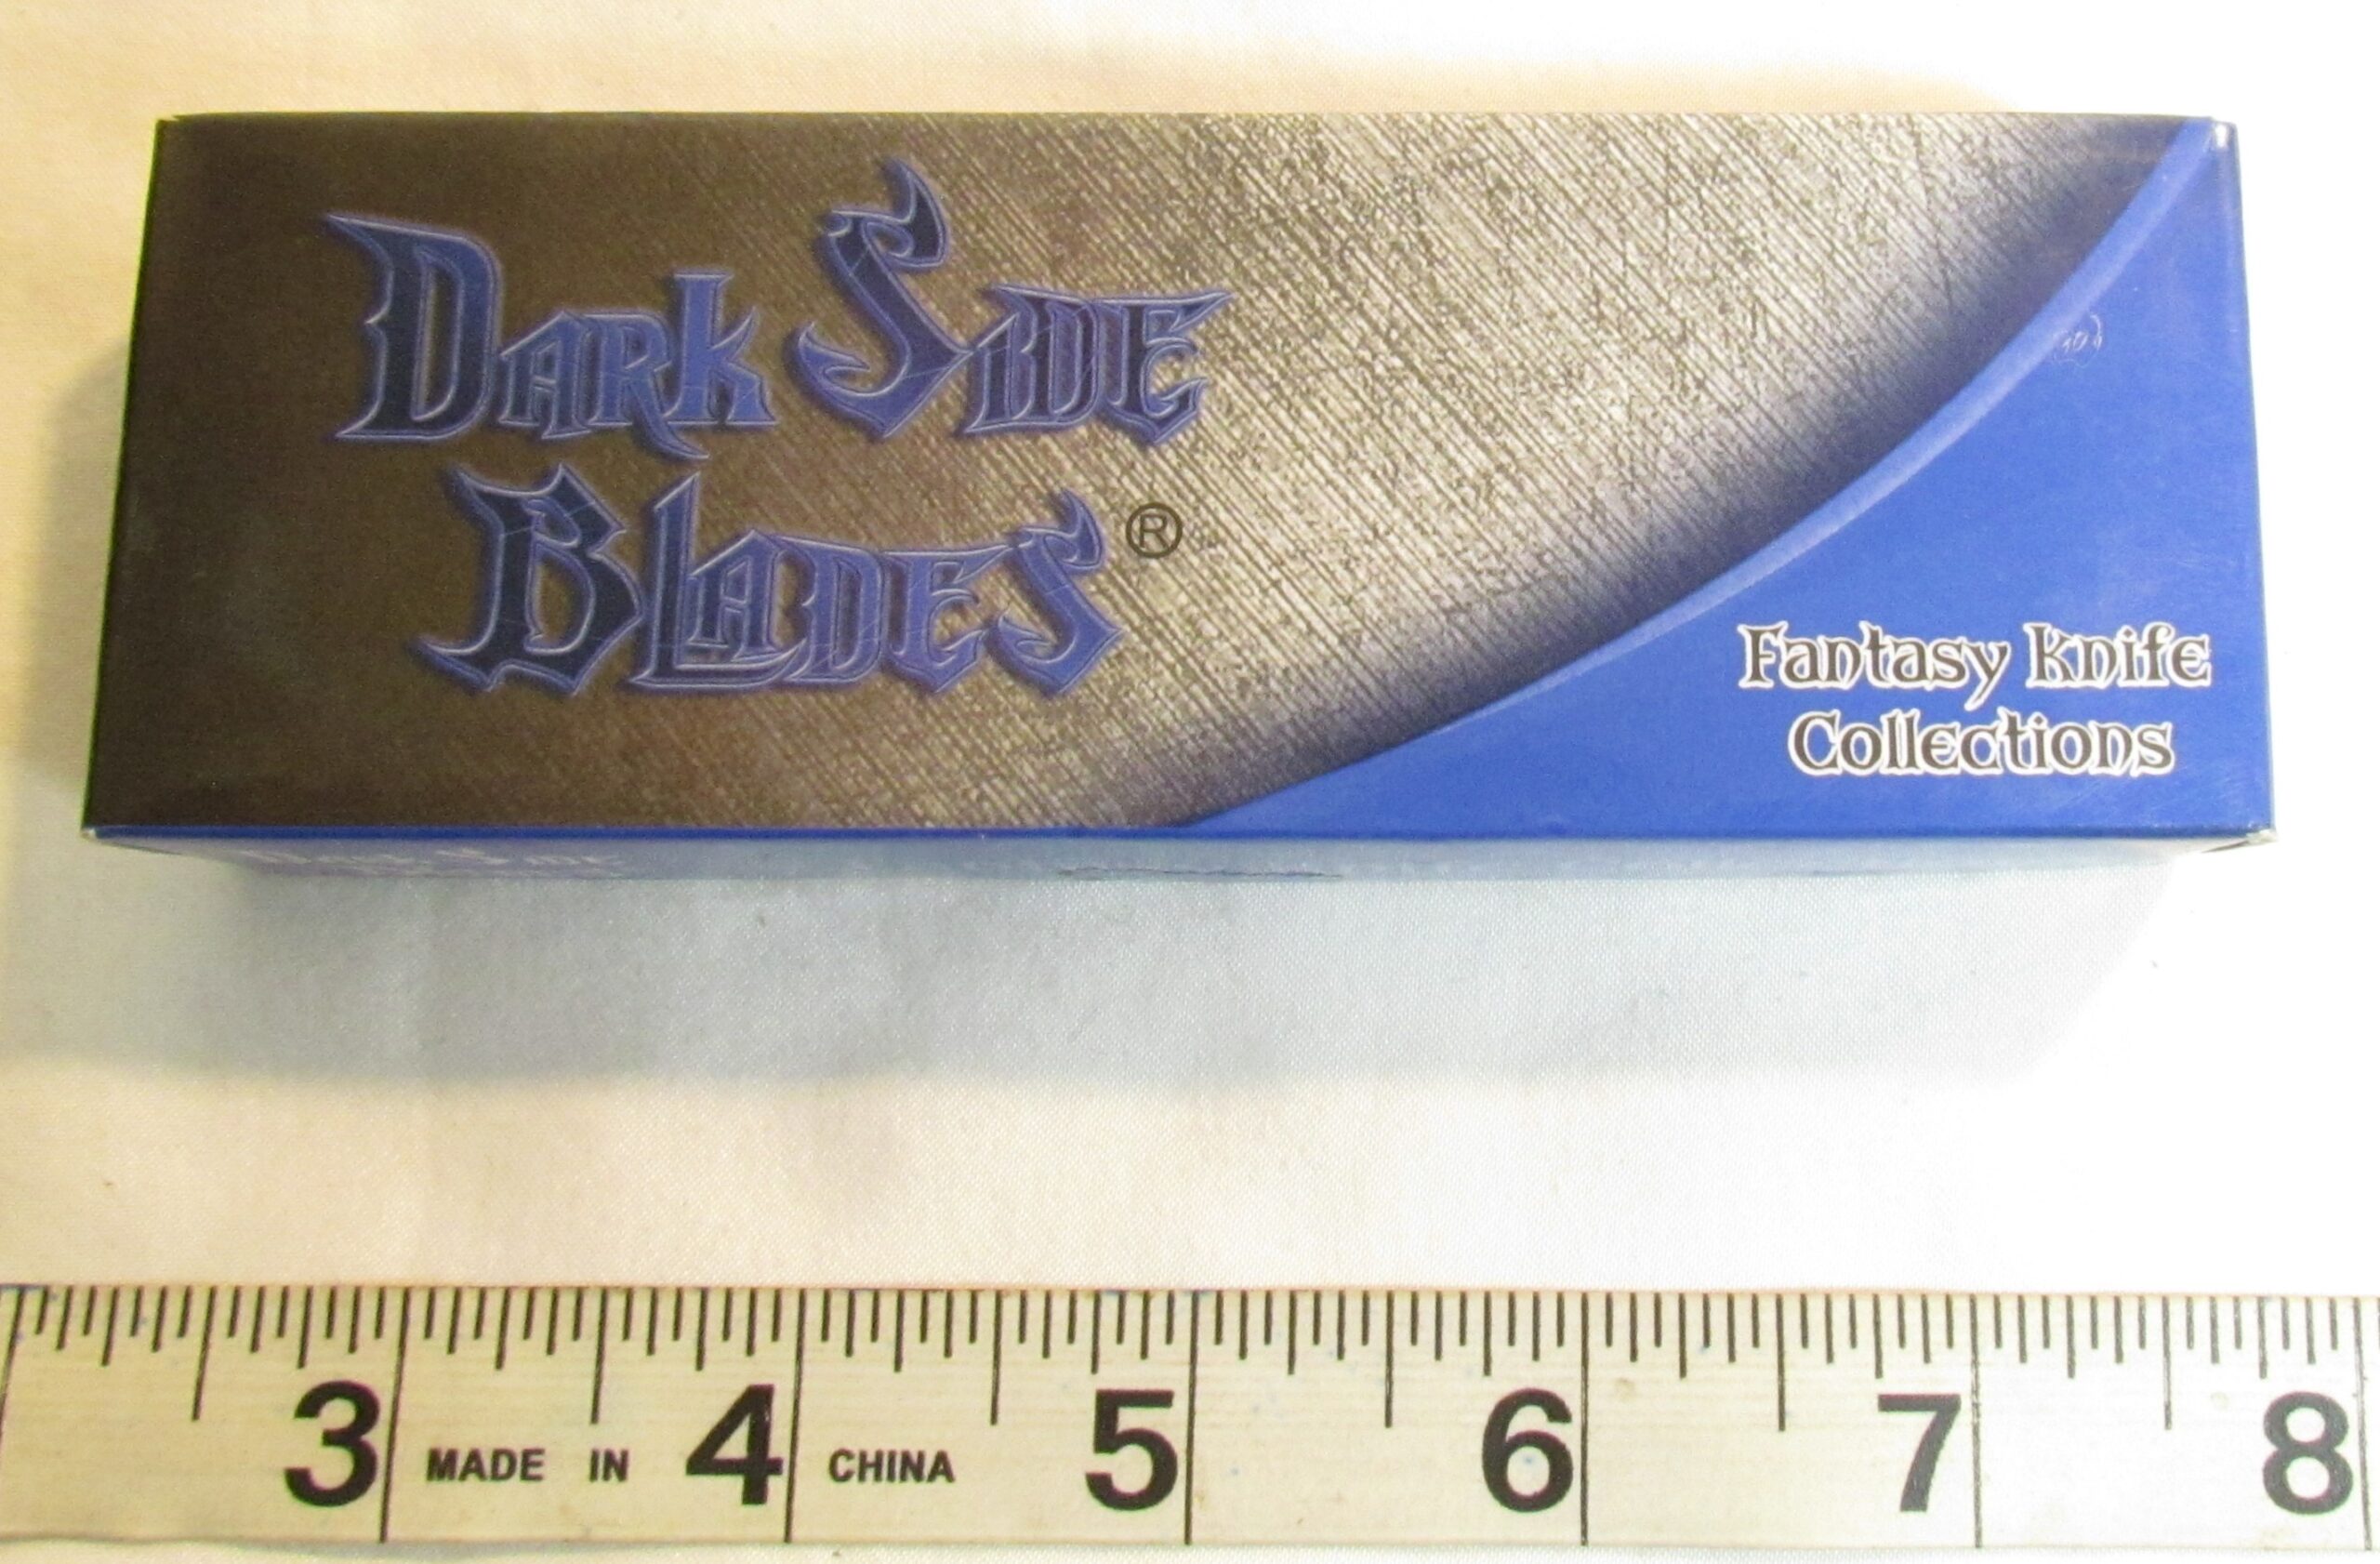 Dark Side
Blades®
Fantasy Knife
Collections
3 MADE IN 4 CHINA 5 6 7 8